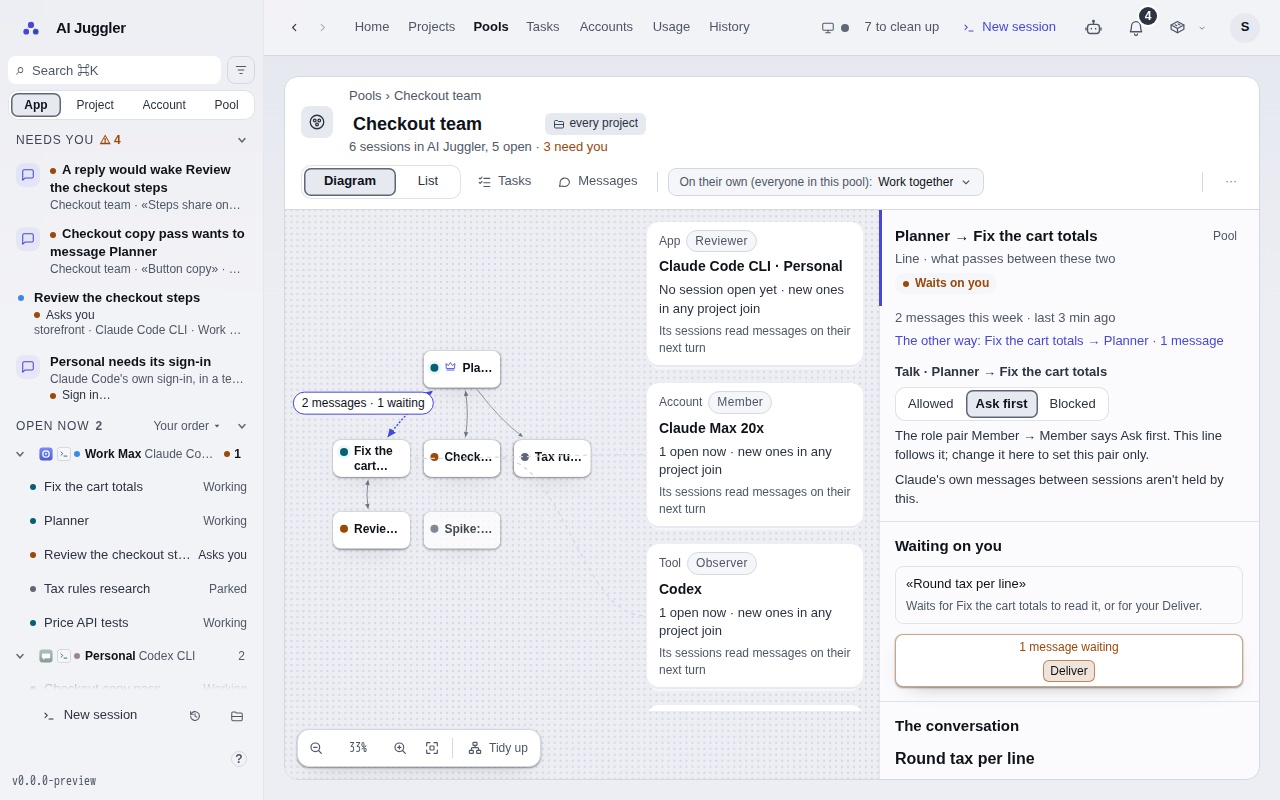 AI Juggler
Search ⌘K
App Project Account Pool
NEEDS YOU 4
A reply would wake Review the checkout steps
Checkout team · «Steps share on…
Checkout copy pass wants to message Planner
Checkout team · «Button copy» · …
Review the checkout steps
Asks you
storefront · Claude Code CLI · Work …
Personal needs its sign-in
Claude Code's own sign-in, in a te…
Sign in…
OPEN NOW 2 Your order
Work Max Claude Co… 1
Fix the cart totals Working
Planner Working
Review the checkout st… Asks you
Tax rules research Parked
Price API tests Working
Personal Codex CLI 2
Checkout copy pass Working
New session
?
v0.0.0-preview
Home Projects Pools Tasks Accounts Usage History
7 to clean up
New session
4
S
Pools › Checkout team
Checkout team
every project
6 sessions in AI Juggler, 5 open · 3 need you
Diagram List Tasks Messages
On their own (everyone in this pool): Work together
···
Pla…
2 messages · 1 waiting
Fix the cart…
Check…
Tax ru…
Revie…
Spike:…
App Reviewer
Claude Code CLI · Personal
No session open yet · new ones
in any project join
Its sessions read messages on their
next turn
Account Member
Claude Max 20x
1 open now · new ones in any
project join
Its sessions read messages on their
next turn
Tool Observer
Codex
1 open now · new ones in any
project join
Its sessions read messages on their
next turn
33%
Tidy up
Planner → Fix the cart totals Pool
Line · what passes between these two
Waits on you
2 messages this week · last 3 min ago
The other way: Fix the cart totals → Planner · 1 message
Talk · Planner → Fix the cart totals
Allowed Ask first Blocked
The role pair Member → Member says Ask first. This line
follows it; change it here to set this pair only.
Claude's own messages between sessions aren't held by
this.
Waiting on you
«Round tax per line»
Waits for Fix the cart totals to read it, or for your Deliver.
1 message waiting
Deliver
The conversation
Round tax per line